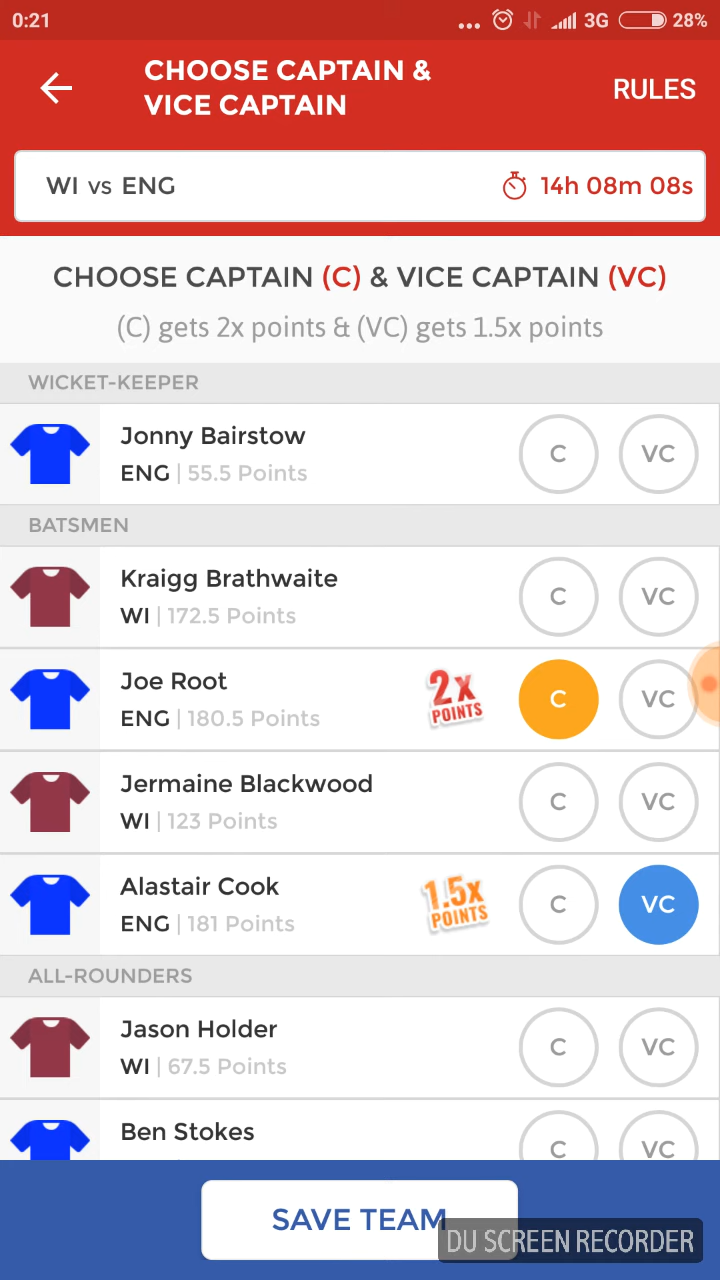 0:21
... 3G 28%
CHOOSE CAPTAIN &
VICE CAPTAIN
RULES
WI vs ENG
14h 08m 08s
CHOOSE CAPTAIN (C) & VICE CAPTAIN (VC)
(C) gets 2x points & (VC) gets 1.5x points
WICKET-KEEPER
Jonny Bairstow
ENG | 55.5 Points
C VC
BATSMEN
Kraigg Brathwaite
WI | 172.5 Points
C VC
Joe Root
ENG | 180.5 Points
2X
POINTS
C VC
Jermaine Blackwood
WI | 123 Points
C VC
Alastair Cook
ENG | 181 Points
1.5X
POINTS
C VC
ALL-ROUNDERS
Jason Holder
WI | 67.5 Points
C VC
Ben Stokes
C VC
SAVE TEAM
DU SCREEN RECORDER